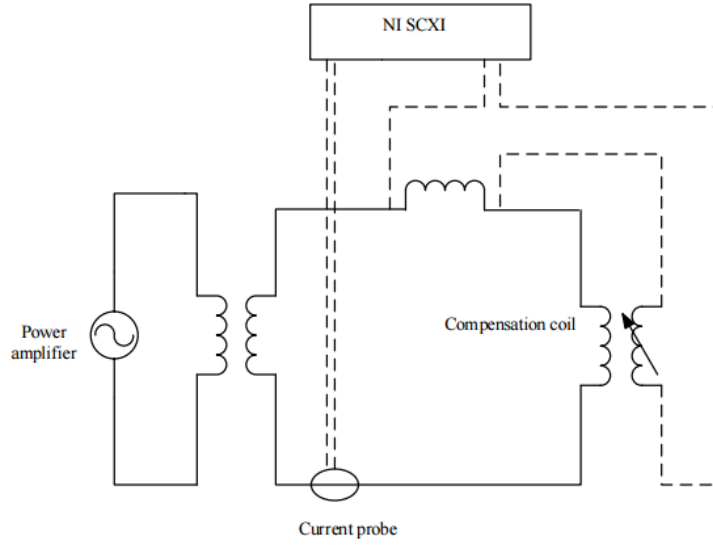 NI SCXI
Compensation coil
Power
amplifier
Current probe